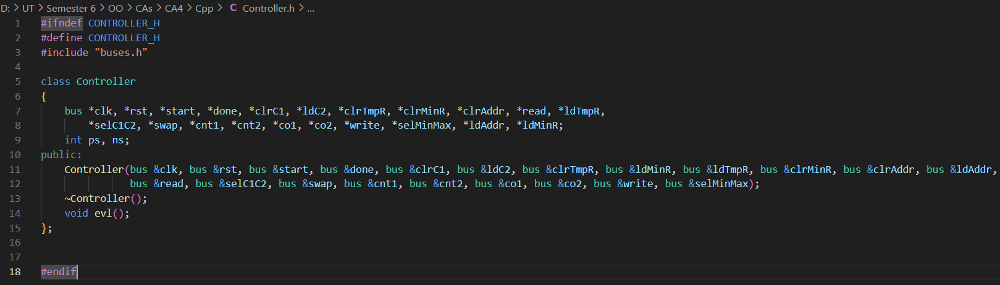 D: > UT > Semester 6 > OO > CAs > CA4 > Cpp > C Controller.h > ...
1 #ifndef CONTROLLER_H
2 #define CONTROLLER_H
3 #include "buses.h"
4
5 class Controller
6 {
7 bus *clk, *rst, *start, *done, *clrC1, *ldC2, *clrTmpR, *clrMinR, *clrAddr, *read, *ldTmpR,
8 *selC1C2, *swap, *cnt1, *cnt2, *co1, *co2, *write, *selMinMax, *ldAddr, *ldMinR;
9 int ps, ns;
10 public:
11 Controller(bus &clk, bus &rst, bus &start, bus &done, bus &clrC1, bus &ldC2, bus &clrTmpR, bus &ldMinR, bus &ldTmpR, bus &clrMinR, bus &clrAddr, bus &ldAddr,
12 bus &read, bus &selC1C2, bus &swap, bus &cnt1, bus &cnt2, bus &co1, bus &co2, bus &write, bus &selMinMax);
13 ~Controller();
14 void evl();
15 };
16
17
18 #endif